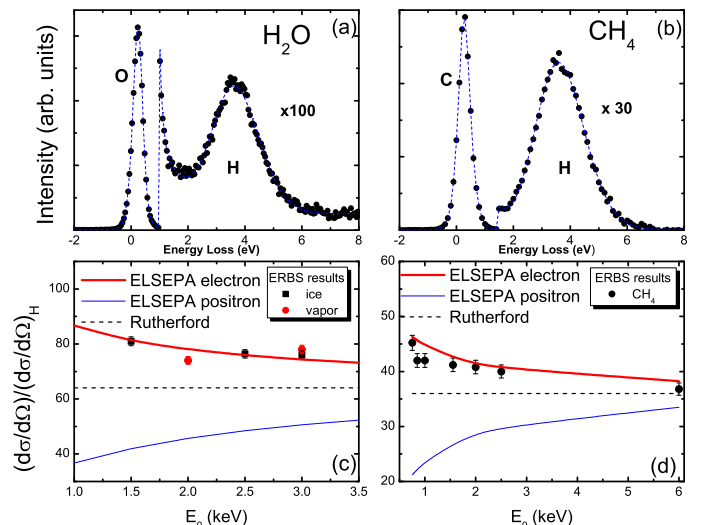 (a)
H2O
O
x100
H
Intensity (arb. units)
-2 0 2 4 6 8
Energy Loss (eV)
(b)
CH4
C
x 30
H
-2 0 2 4 6 8
Energy Loss (eV)
100
80
60
40
ELSEPA electron
ELSEPA positron
Rutherford
ERBS results
ice
vapor
(dσ/dΩ)/(dσ/dΩ)H
(c)
1.0 1.5 2.0 2.5 3.0 3.5
E0 (keV)
60
50
40
30
20
ELSEPA electron
ELSEPA positron
Rutherford
ERBS results
CH4
(d)
1 2 3 4 5 6
E0 (keV)